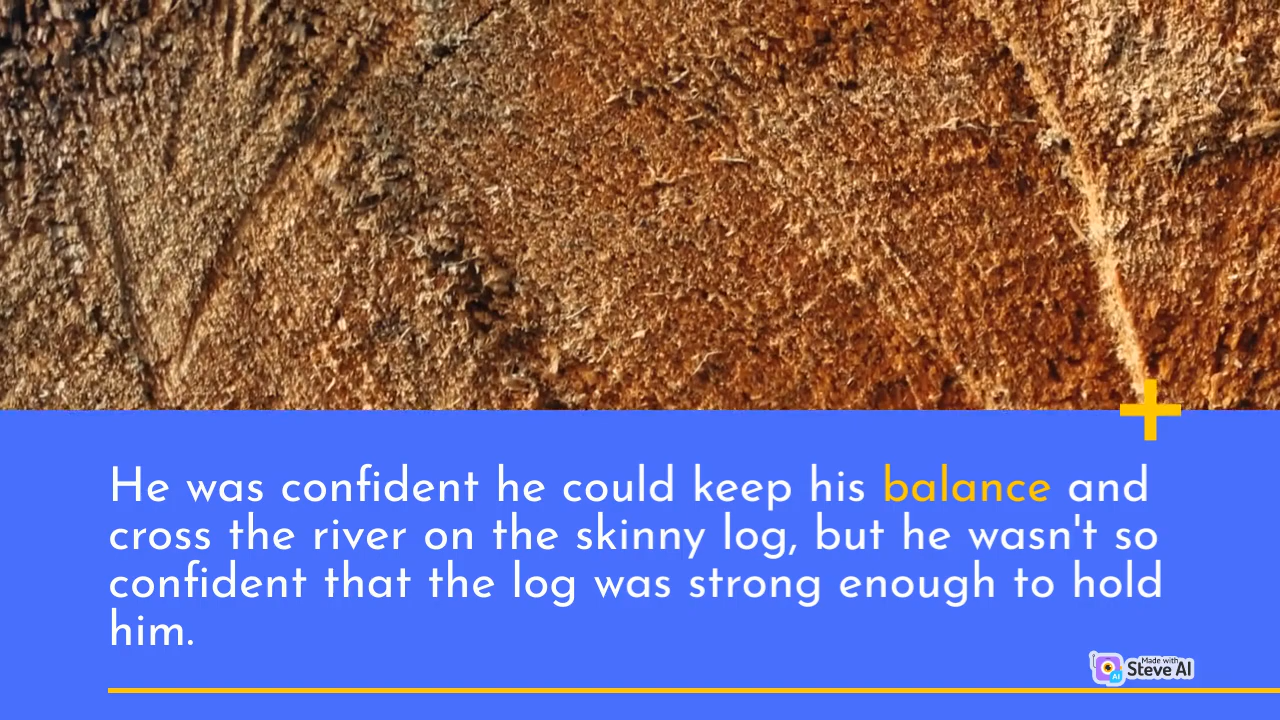 He was confident he could keep his balance and
cross the river on the skinny log, but he wasn't so
confident that the log was strong enough to hold
him.
Made with
Steve AI
AI